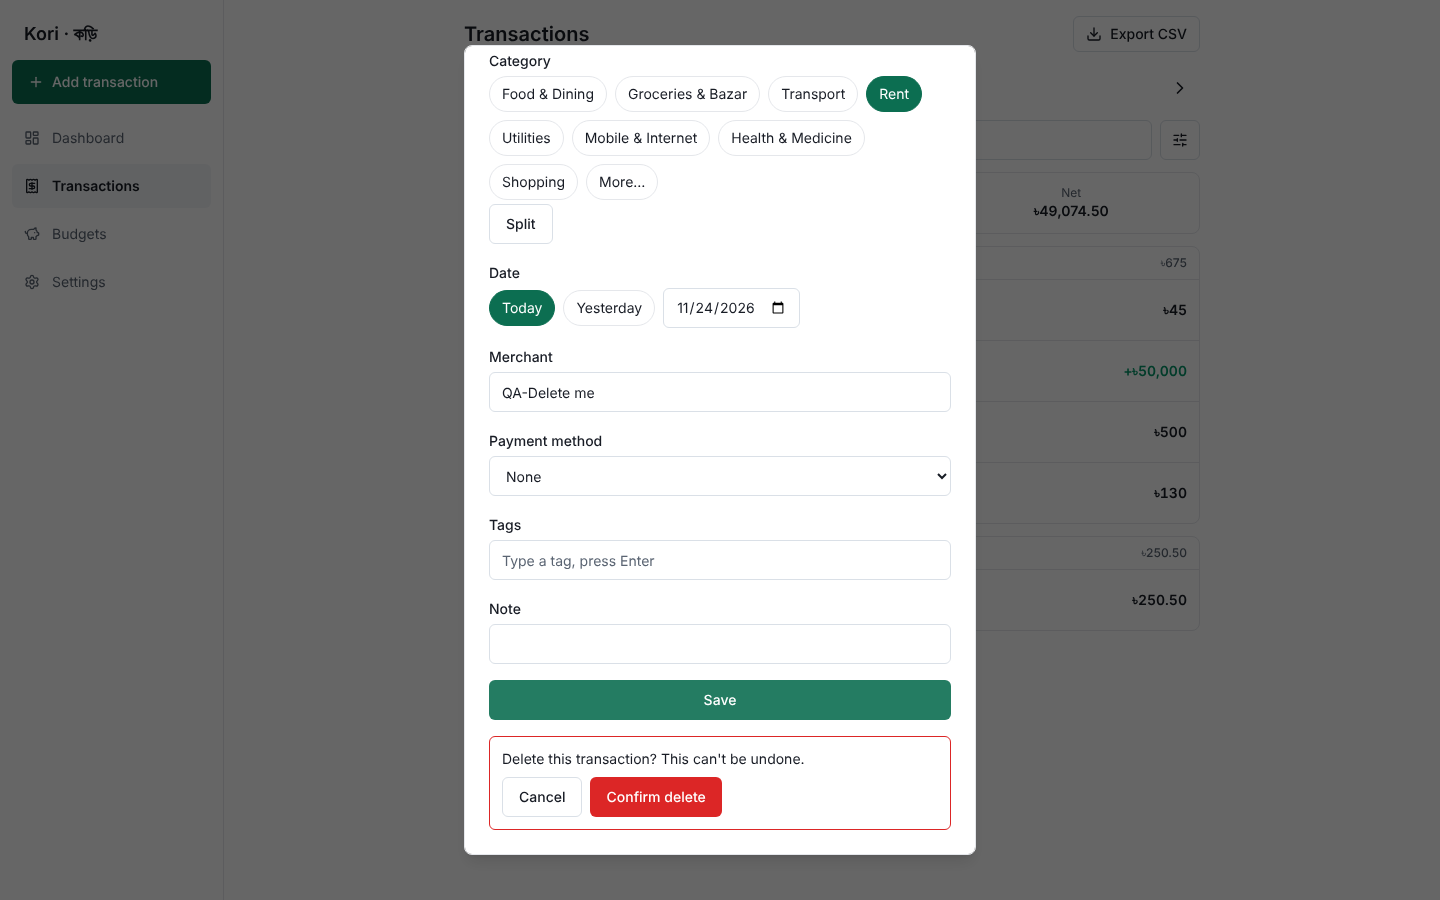 Kori · কড়ি
Add transaction
Dashboard
Transactions
Budgets
Settings
Transactions
Export CSV
Net
৳49,074.50
৳675
৳45
+৳50,000
৳500
৳130
৳250.50
৳250.50
Category
Food & Dining
Groceries & Bazar
Transport
Rent
Utilities
Mobile & Internet
Health & Medicine
Shopping
More...
Split
Date
Today
Yesterday
11/24/2026
Merchant
QA-Delete me
Payment method
None
Tags
Type a tag, press Enter
Note
Save
Delete this transaction? This can't be undone.
Cancel
Confirm delete